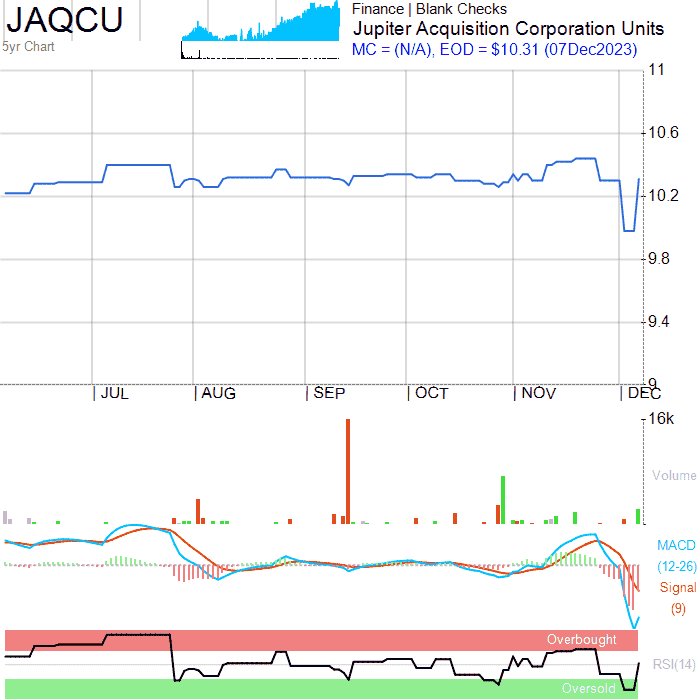 JAQCU
5yr Chart
Finance | Blank Checks
Jupiter Acquisition Corporation Units
MC = (N/A), EOD = $10.31 (07Dec2023)
11
10.6
10.2
9.8
9.4
9
JUL AUG SEP OCT NOV DEC
16k
Volume
MACD
(12-26)
Signal
(9)
Overbought
RSI(14)
Oversold